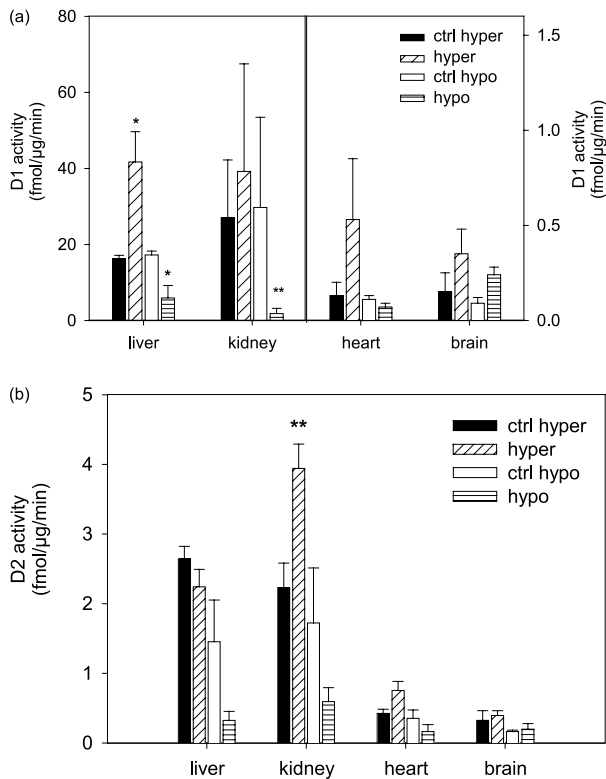 (a)
80
60
40
20
0
D1 activity
(fmol/μg/min)
*
*
**
ctrl hyper
hyper
ctrl hypo
hypo
1.5
1.0
0.5
0.0
D1 activity
(fmol/μg/min)
liver kidney heart brain
(b)
5
4
3
2
1
0
D2 activity
(fmol/μg/min)
**
ctrl hyper
hyper
ctrl hypo
hypo
liver kidney heart brain